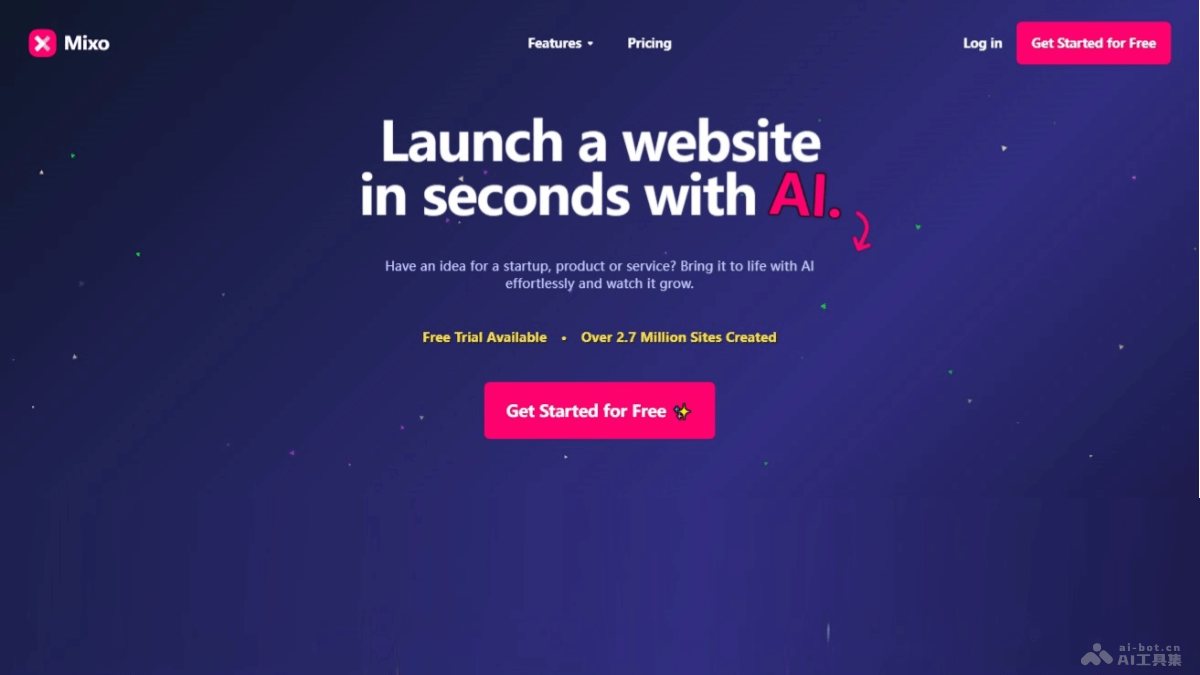 Mixo
Features
Pricing
Log in
Get Started for Free
Launch a website
in seconds with AI.
Have an idea for a startup, product or service? Bring it to life with AI
effortlessly and watch it grow.
Free Trial Available • Over 2.7 Million Sites Created
Get Started for Free ✨
ai-bot.cn
AI工具集